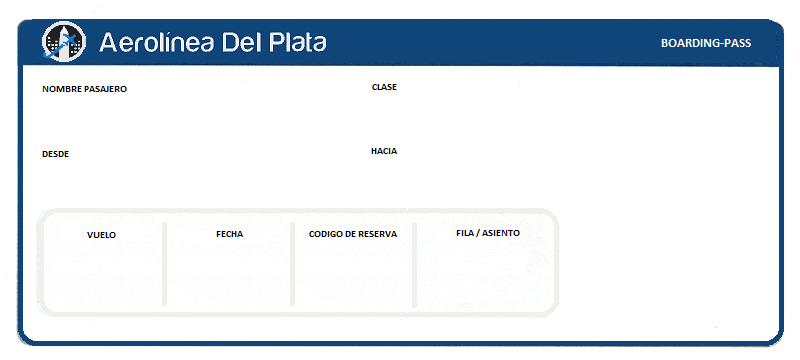 Aerolínea Del Plata
BOARDING-PASS
NOMBRE PASAJERO
CLASE
DESDE
HACIA
VUELO
FECHA
CODIGO DE RESERVA
FILA / ASIENTO